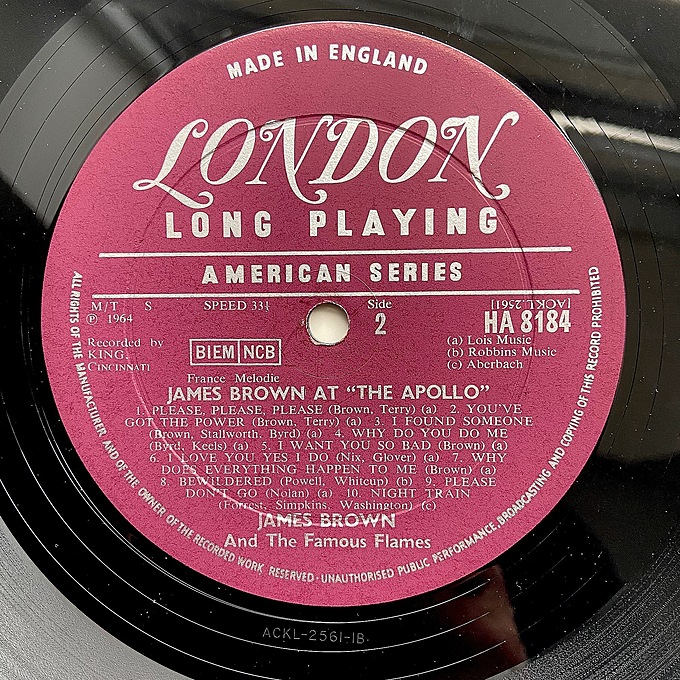 MADE IN ENGLAND
LONDON
LONG PLAYING
AMERICAN SERIES
M/T S SPEED 33⅓ Side [ACKL.2561]
℗ 1964 2 HA 8184
Recorded by
KING,
CINCINNATI
BIEM NCB
(a) Lois Music
(b) Robbins Music
(c) Aberbach
France Melodie
JAMES BROWN AT "THE APOLLO"
1. PLEASE, PLEASE, PLEASE (Brown, Terry) (a) 2. YOU'VE
GOT THE POWER (Brown, Terry) (a) 3. I FOUND SOMEONE
(Brown, Stallworth, Byrd) (a) 4. WHY DO YOU DO ME
(Byrd, Keels) (a) 5. I WANT YOU SO BAD (Brown) (a)
6. I LOVE YOU YES I DO (Nix, Glover) (a) 7. WHY
DOES EVERYTHING HAPPEN TO ME (Brown) (a)
8. BEWILDERED (Powell, Whitcup) (b) 9. PLEASE
DON'T GO (Nolan) (a) 10. NIGHT TRAIN
(Forrest, Simpkins, Washington) (c)
JAMES BROWN
And The Famous Flames
ALL RIGHTS OF THE MANUFACTURER AND OF THE OWNER OF THE RECORDED WORK RESERVED·UNAUTHORISED PUBLIC PERFORMANCE, BROADCASTING AND COPYING OF THIS RECORD PROHIBITED
ACKL-2561-1B